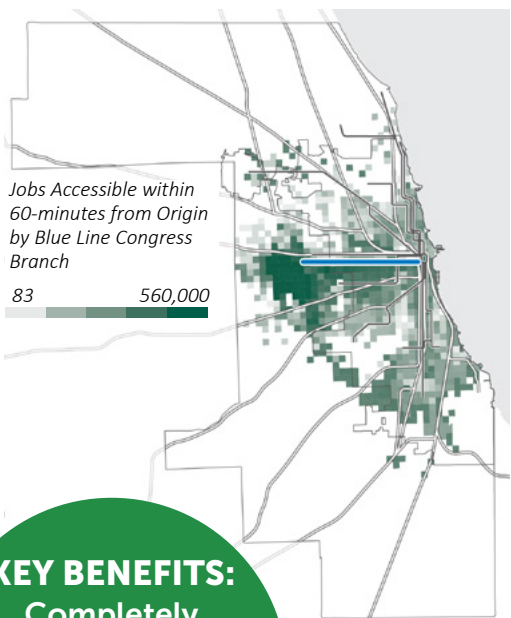 Jobs Accessible within
60-minutes from Origin
by Blue Line Congress
Branch
83 560,000
KEY BENEFITS:
Completely